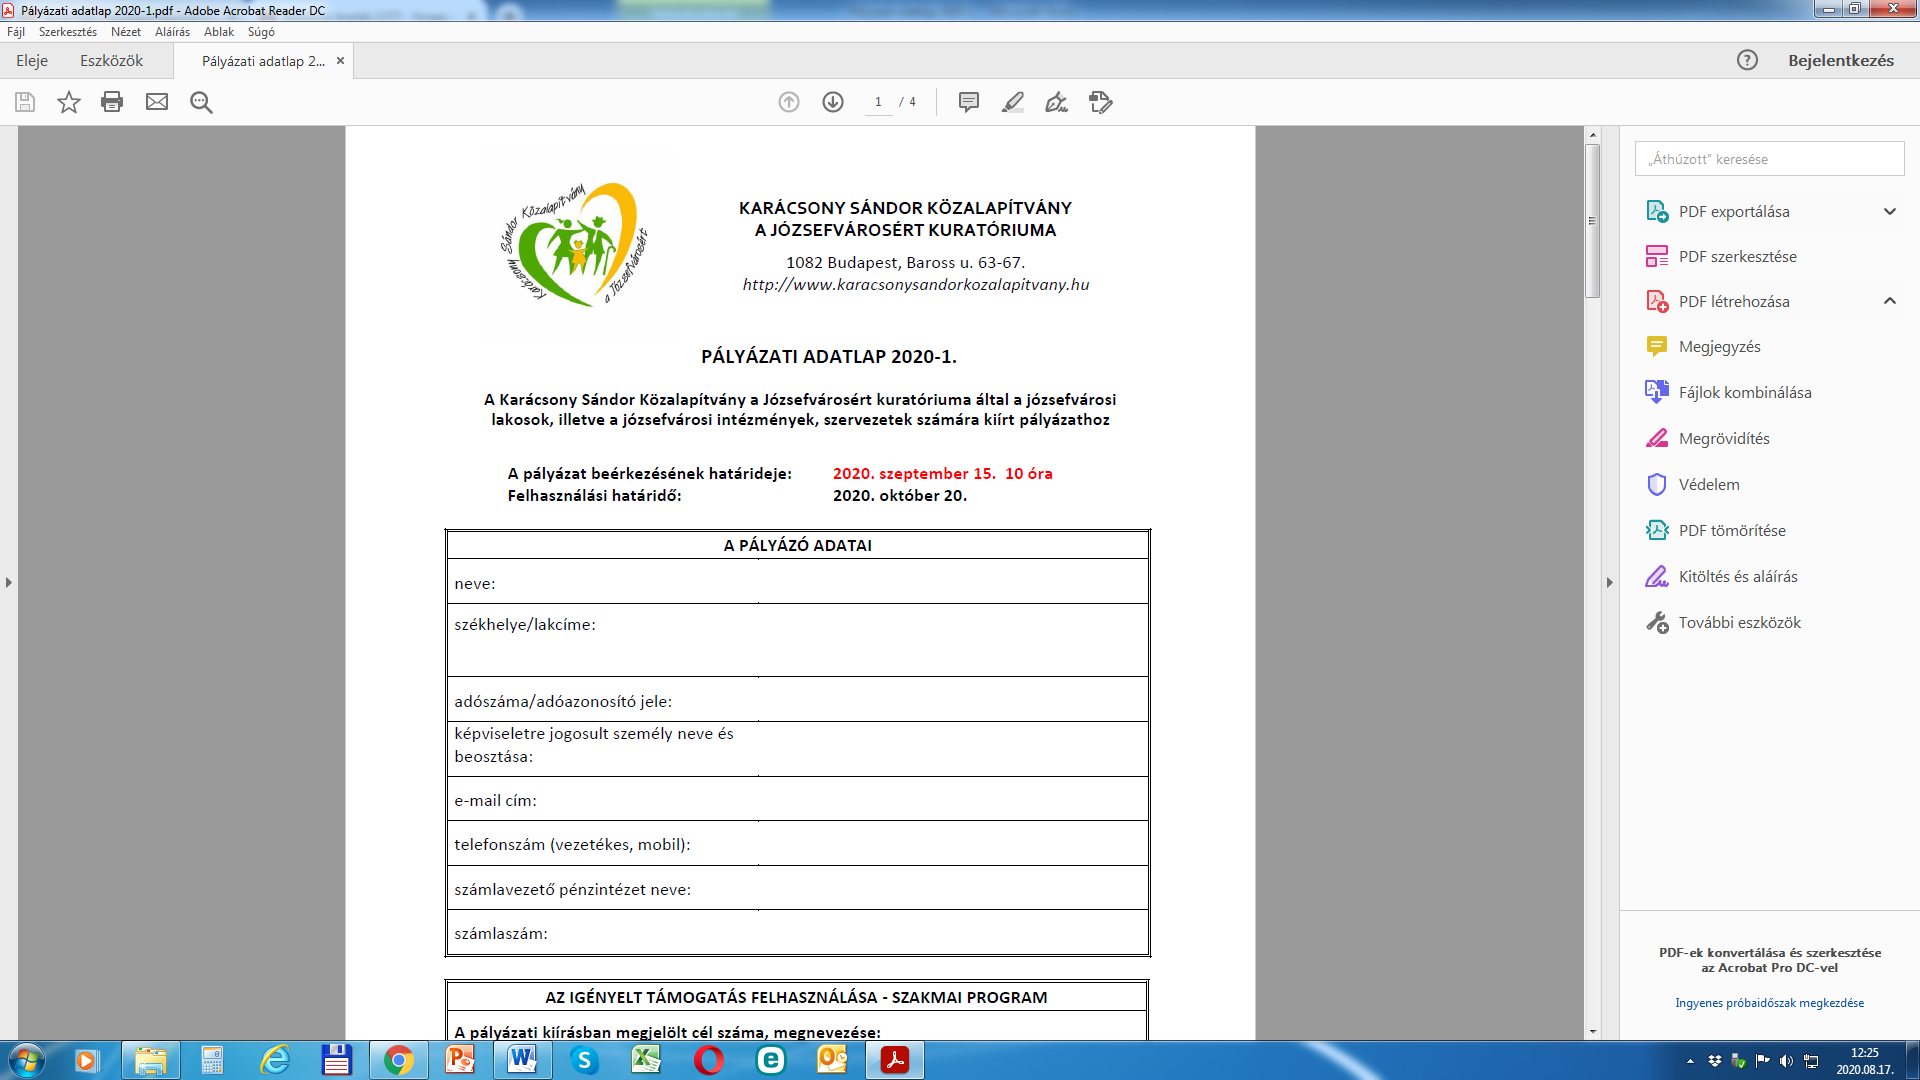 Pályázati adatlap 2020-1.pdf - Adobe Acrobat Reader DC
Fájl Szerkesztés Nézet Aláírás Ablak Súgó
Eleje Eszközök Pályázati adatlap 2... × ? Bejelentkezés
1 / 4
Karácsony Sándor Közalapítvány
a Józsefvárosért
KARÁCSONY SÁNDOR KÖZALAPÍTVÁNY
A JÓZSEFVÁROSÉRT KURATÓRIUMA
1082 Budapest, Baross u. 63-67.
http://www.karacsonysandorkozalapitvany.hu
PÁLYÁZATI ADATLAP 2020-1.
A Karácsony Sándor Közalapítvány a Józsefvárosért kuratóriuma által a józsefvárosi
lakosok, illetve a józsefvárosi intézmények, szervezetek számára kiírt pályázathoz
A pályázat beérkezésének határideje: 2020. szeptember 15. 10 óra
Felhasználási határidő: 2020. október 20.
A PÁLYÁZÓ ADATAI
neve:
székhelye/lakcíme:
adószáma/adóazonosító jele:
képviseletre jogosult személy neve és
beosztása:
e-mail cím:
telefonszám (vezetékes, mobil):
számlavezető pénzintézet neve:
számlaszám:
AZ IGÉNYELT TÁMOGATÁS FELHASZNÁLÁSA - SZAKMAI PROGRAM
A pályázati kiírásban megjelölt cél száma, megnevezése:
„Áthúzott” keresése
PDF exportálása
PDF szerkesztése
PDF létrehozása
Megjegyzés
Fájlok kombinálása
Megrövidítés
Védelem
PDF tömörítése
Kitöltés és aláírás
További eszközök
PDF-ek konvertálása és szerkesztése
az Acrobat Pro DC-vel
Ingyenes próbaidőszak megkezdése
12:25
2020.08.17.